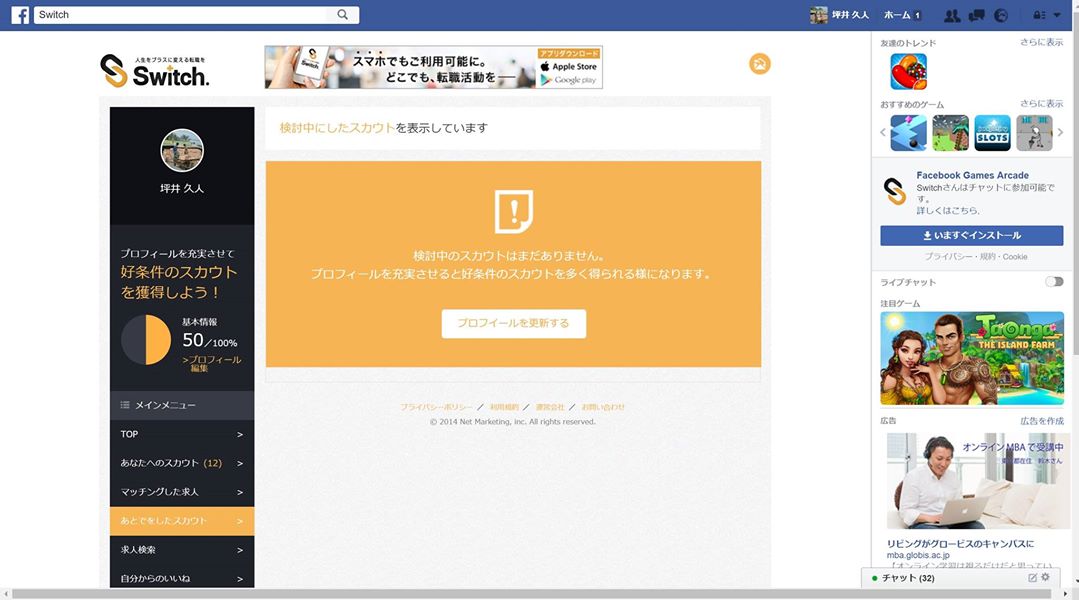 Switch
坪井 久人
ホーム 1
人生をプラスに変える転職を
Switch.
スマホでもご利用可能に。
どこでも、転職活動を
アプリダウンロード
Apple Store
Google play
坪井 久人
プロフィールを充実させて
好条件のスカウト
を獲得しよう！
基本情報
50/100%
>プロフィール
編集
メインメニュー
TOP >
あなたへのスカウト (12) >
マッチングした求人 >
あとでをしたスカウト >
求人検索 >
自分からのいいね >
検討中にしたスカウトを表示しています
検討中のスカウトはまだありません。
プロフィールを充実させると好条件のスカウトを多く得られる様になります。
プロフイールを更新する
プライバシーポリシー ／ 利用規約 ／ 運営会社 ／ お問い合わせ
© 2014 Net Marketing, inc. All rights reserved.
友達のトレンド さらに表示
おすすめのゲーム さらに表示
SLOTS
Facebook Games Arcade
Switchさんはチャットに参加可能で
す。
詳しくはこちら.
いますぐインストール
プライバシー・規約・Cookie
ライブチャット
注目ゲーム
Taonga
THE ISLAND FARM
広告 広告を作成
オンラインMBAで受講中
東京都在住 鈴木さん
リビングがグロービスのキャンパスに
mba.globis.ac.jp
チャット (32)